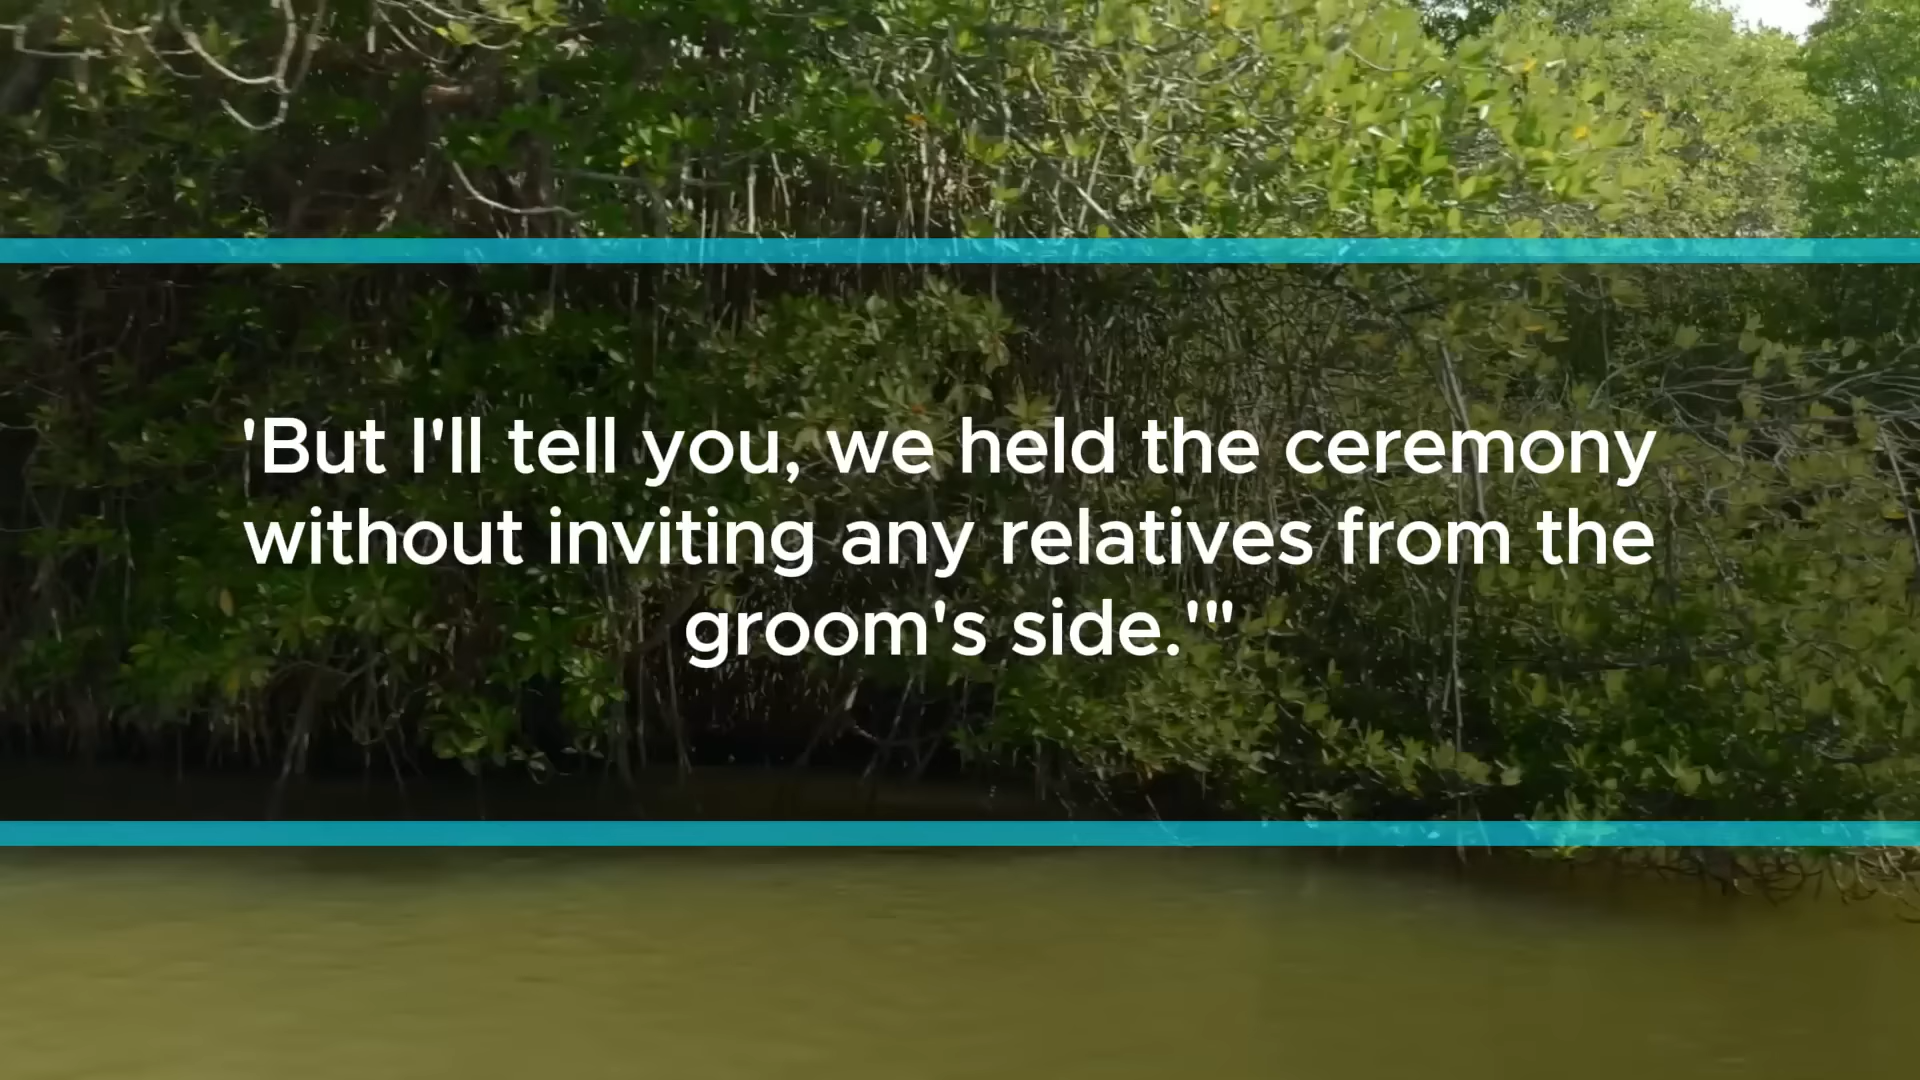 'But I'll tell you, we held the ceremony
without inviting any relatives from the
groom's side.'"